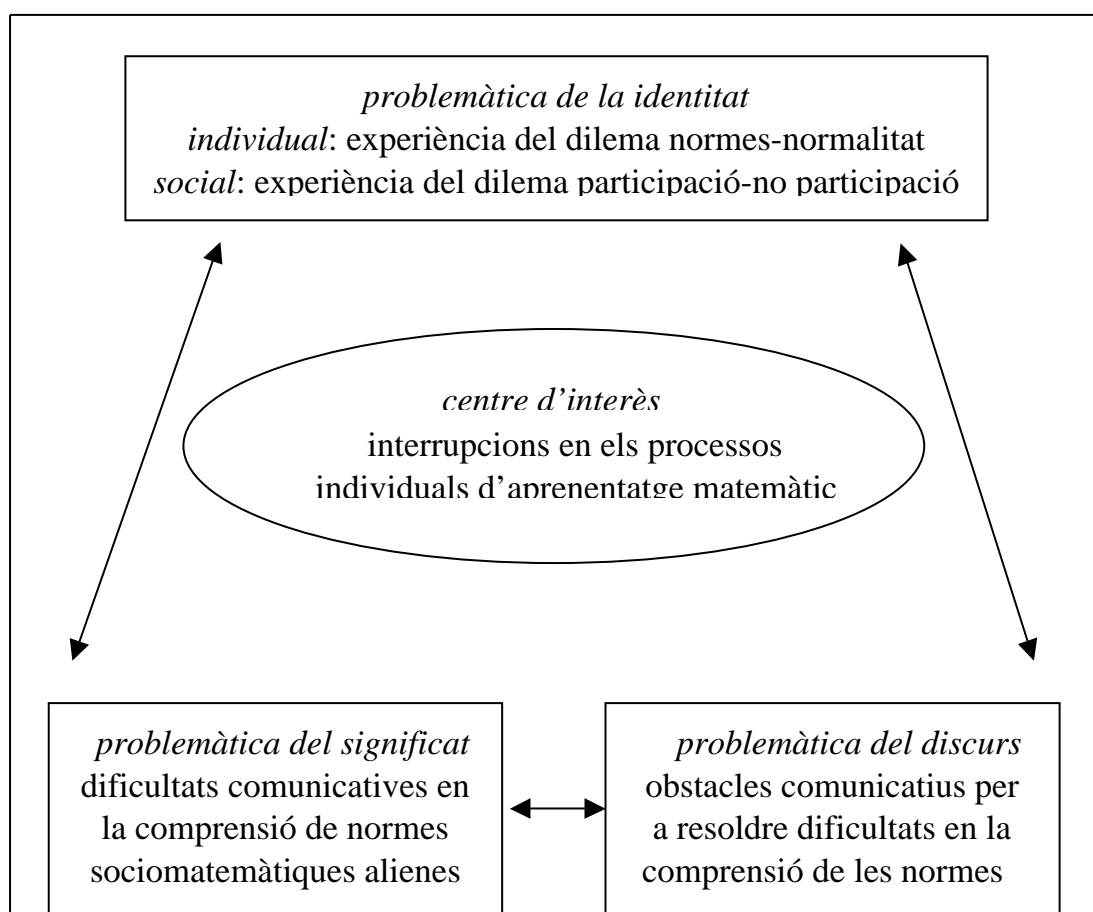 problemàtica de la identitat
individual: experiència del dilema normes-normalitat
social: experiència del dilema participació-no participació
centre d’interès
interrupcions en els processos
individuals d’aprenentatge matemàtic
problemàtica del significat
dificultats comunicatives en
la comprensió de normes
sociomatemàtiques alienes
problemàtica del discurs
obstacles comunicatius per
a resoldre dificultats en la
comprensió de les normes